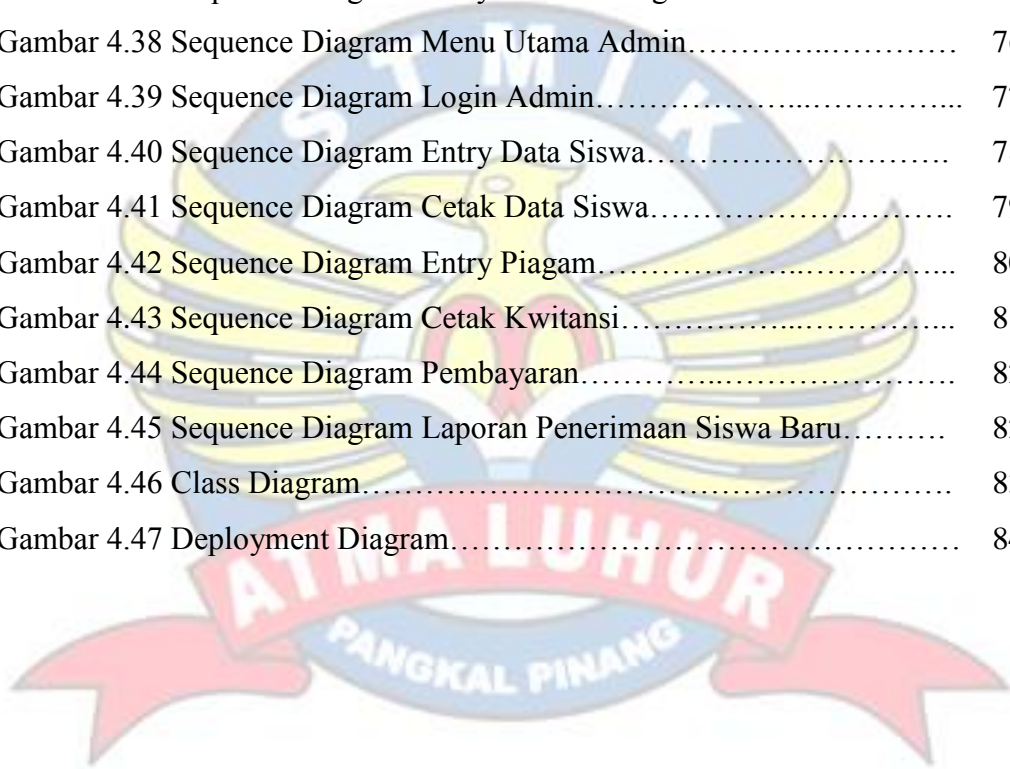 Gambar 4.38 Sequence Diagram Menu Utama Admin…………..…………
Gambar 4.39 Sequence Diagram Login Admin………………...…………...
Gambar 4.40 Sequence Diagram Entry Data Siswa……………………….
Gambar 4.41 Sequence Diagram Cetak Data Siswa……………….………. 79
Gambar 4.42 Sequence Diagram Entry Piagam………………..…………... 80
Gambar 4.43 Sequence Diagram Cetak Kwitansi……………...…………...
Gambar 4.44 Sequence Diagram Pembayaran…………..………………….
Gambar 4.45 Sequence Diagram Laporan Penerimaan Siswa Baru……….
Gambar 4.46 Class Diagram……………….……………………………….
Gambar 4.47 Deployment Diagram………………………………………… 84
STMIK
ATMA LUHUR
PANGKAL PINANG